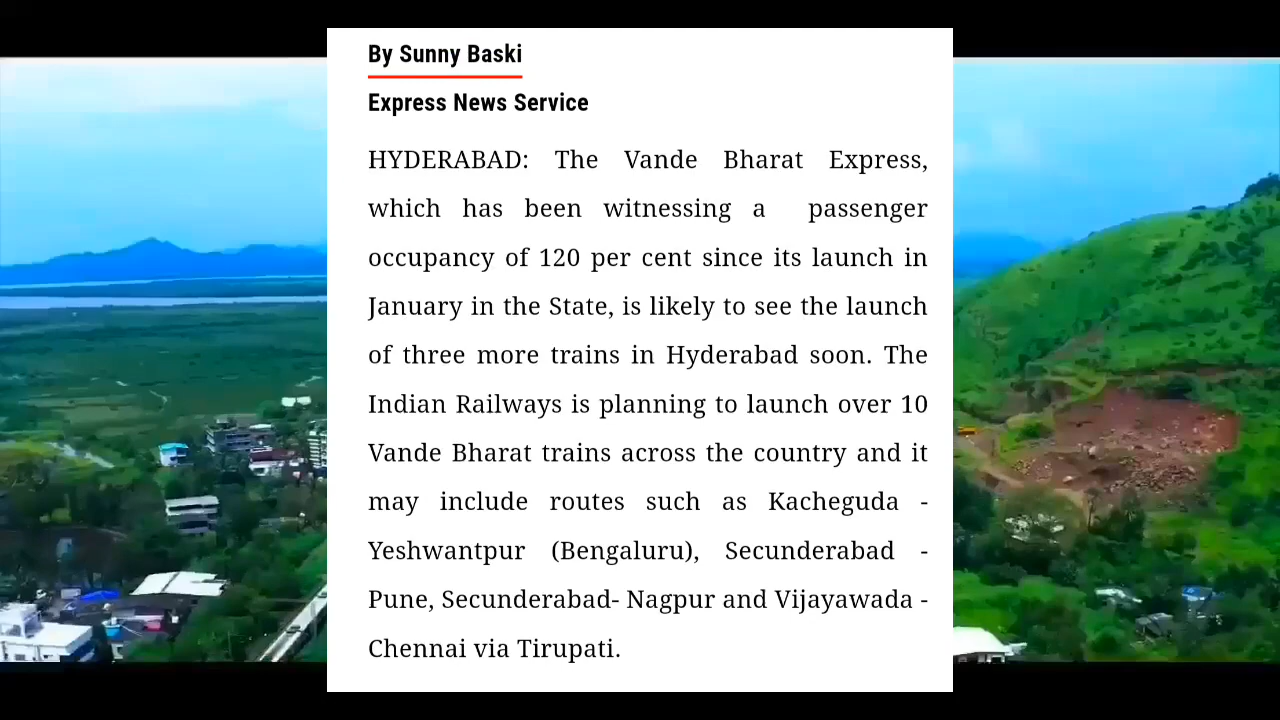 By Sunny Baski
Express News Service
HYDERABAD: The Vande Bharat Express,
which has been witnessing a passenger
occupancy of 120 per cent since its launch in
January in the State, is likely to see the launch
of three more trains in Hyderabad soon. The
Indian Railways is planning to launch over 10
Vande Bharat trains across the country and it
may include routes such as Kacheguda -
Yeshwantpur (Bengaluru), Secunderabad -
Pune, Secunderabad- Nagpur and Vijayawada -
Chennai via Tirupati.